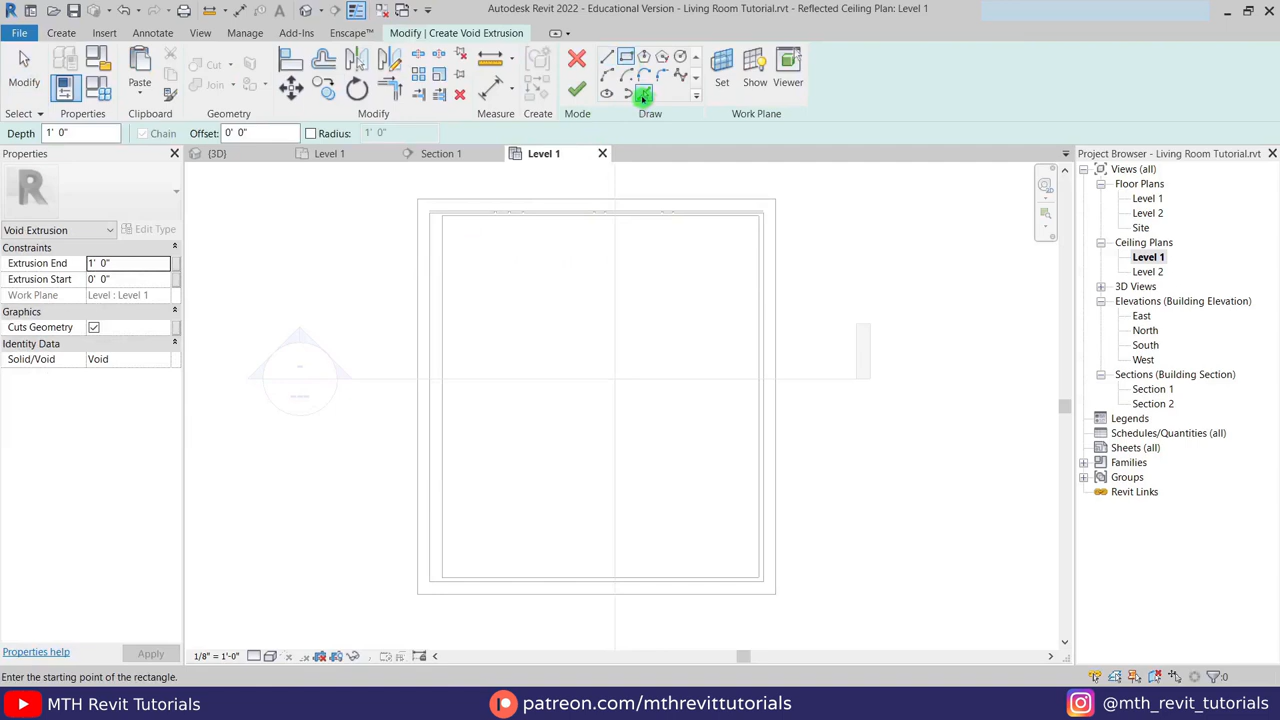 Autodesk Revit 2022 - Educational Version - Living Room Tutorial.rvt - Reflected Ceiling Plan: Level 1
File Create Insert Annotate View Manage Add-Ins Enscape™ Modify | Create Void Extrusion
Modify Paste Cut Join Set Show Viewer
Select Properties Clipboard Geometry Modify Measure Create Mode Draw Work Plane
Depth 1' 0" Chain Offset: 0' 0" Radius: 1' 0"
Properties {3D} Level 1 Section 1 Level 1 Project Browser - Living Room Tutorial.rvt
Views (all)
Floor Plans
Level 1
Level 2
Site
Ceiling Plans
Level 1
Level 2
3D Views
Elevations (Building Elevation)
East
North
South
West
Sections (Building Section)
Section 1
Section 2
Legends
Schedules/Quantities (all)
Sheets (all)
Families
Groups
Revit Links
Void Extrusion Edit Type
Constraints
Extrusion End 1' 0"
Extrusion Start 0' 0"
Work Plane Level : Level 1
Graphics
Cuts Geometry
Identity Data
Solid/Void Void
Properties help Apply
1/8" = 1'-0"
Enter the starting point of the rectangle. :0
MTH Revit Tutorials patreon.com/mthrevittutorials @mth_revit_tutorials